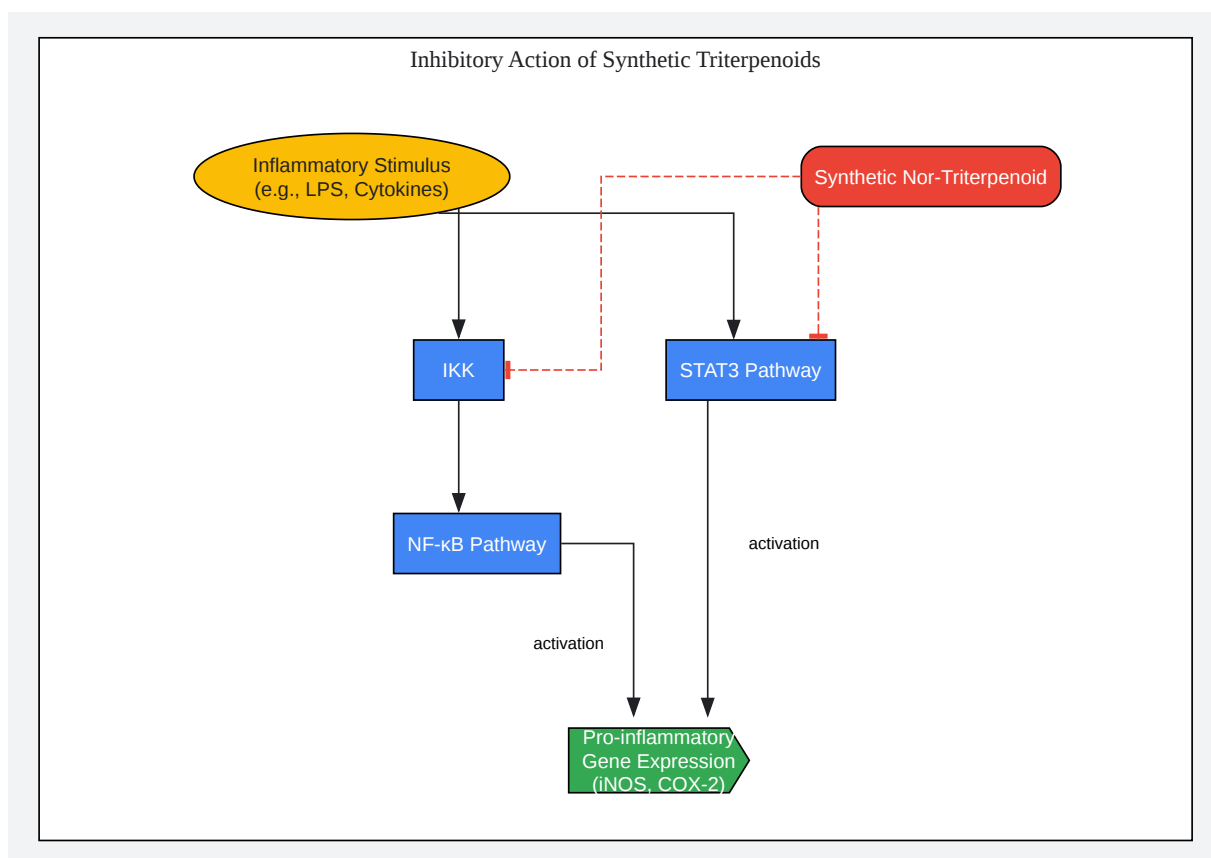 Inhibitory Action of Synthetic Triterpenoids
Inflammatory Stimulus
(e.g., LPS, Cytokines)
Synthetic Nor-Triterpenoid
IKK
STAT3 Pathway
NF-κB Pathway
activation
activation
Pro-inflammatory
Gene Expression
(iNOS, COX-2)